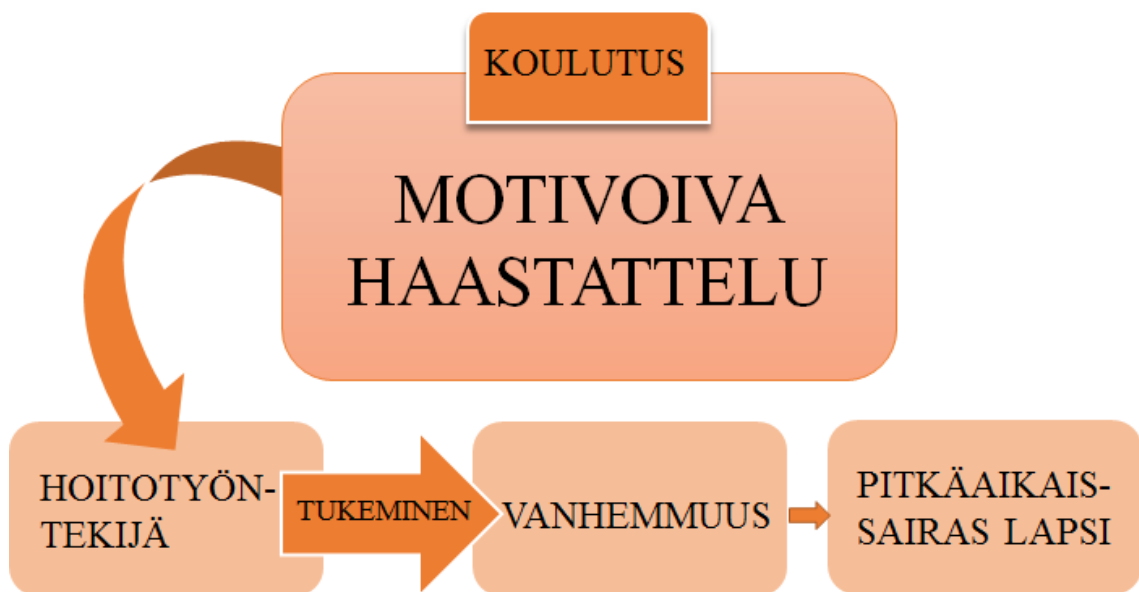 KOULUTUS
MOTIVOIVA
HAASTATTELU
HOITOTYÖN-
TEKIJÄ
TUKEMINEN
VANHEMMUUS
PITKÄAIKAIS-
SAIRAS LAPSI